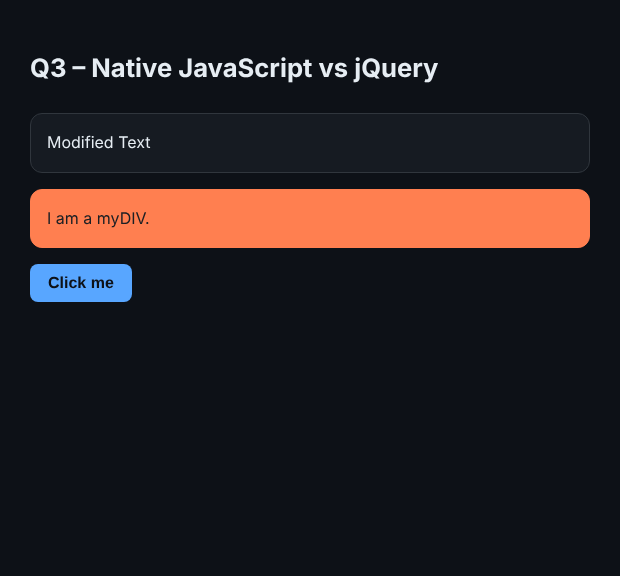 Q3 – Native JavaScript vs jQuery
Modified Text
I am a myDIV.
Click me